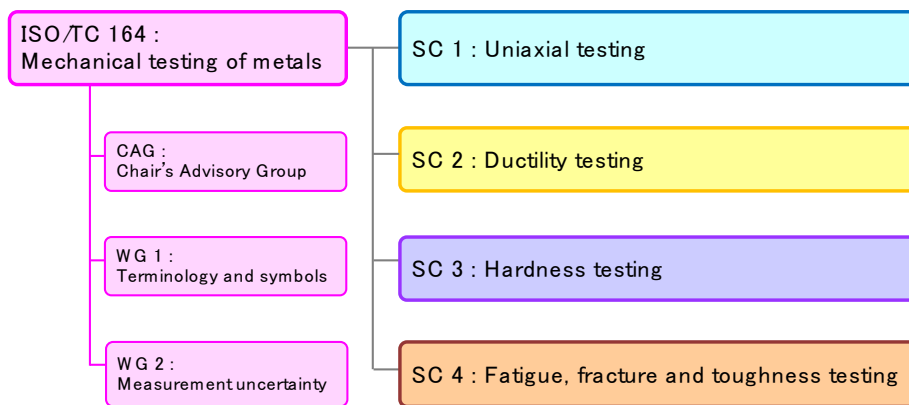 ISO/TC 164 :
Mechanical testing of metals
CAG :
Chair's Advisory Group
WG 1 :
Terminology and symbols
WG 2 :
Measurement uncertainty
SC 1 : Uniaxial testing
SC 2 : Ductility testing
SC 3 : Hardness testing
SC 4 : Fatigue, fracture and toughness testing